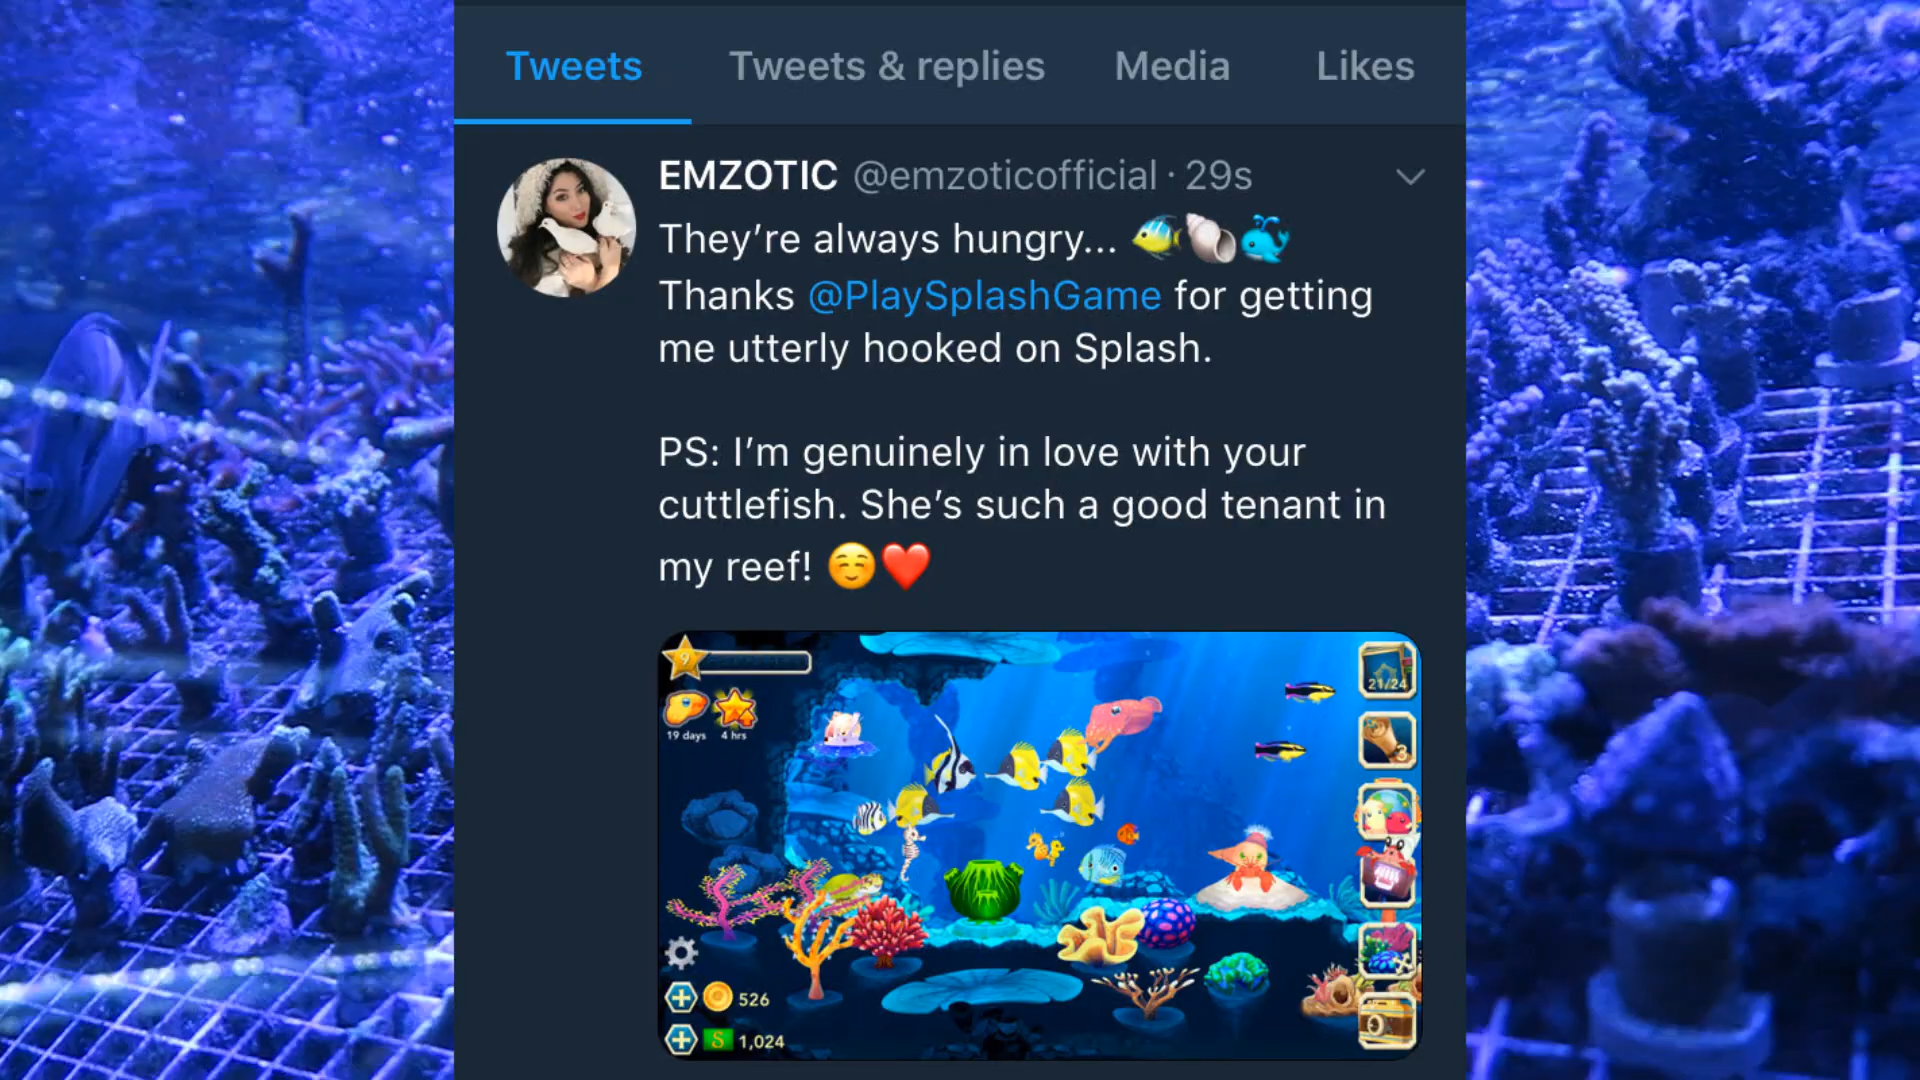 Tweets Tweets & replies Media Likes
EMZOTIC @emzoticofficial · 29s
They’re always hungry... 🐠🐚🐳
Thanks @PlaySplashGame for getting
me utterly hooked on Splash.
PS: I’m genuinely in love with your
cuttlefish. She’s such a good tenant in
my reef! ☺️❤️
9
21/24
19 days 4 hrs
3
526
S 1,024